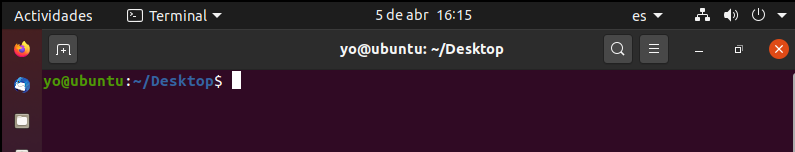 Actividades Terminal 5 de abr 16:15 es
yo@ubuntu: ~/Desktop
yo@ubuntu:~/Desktop$